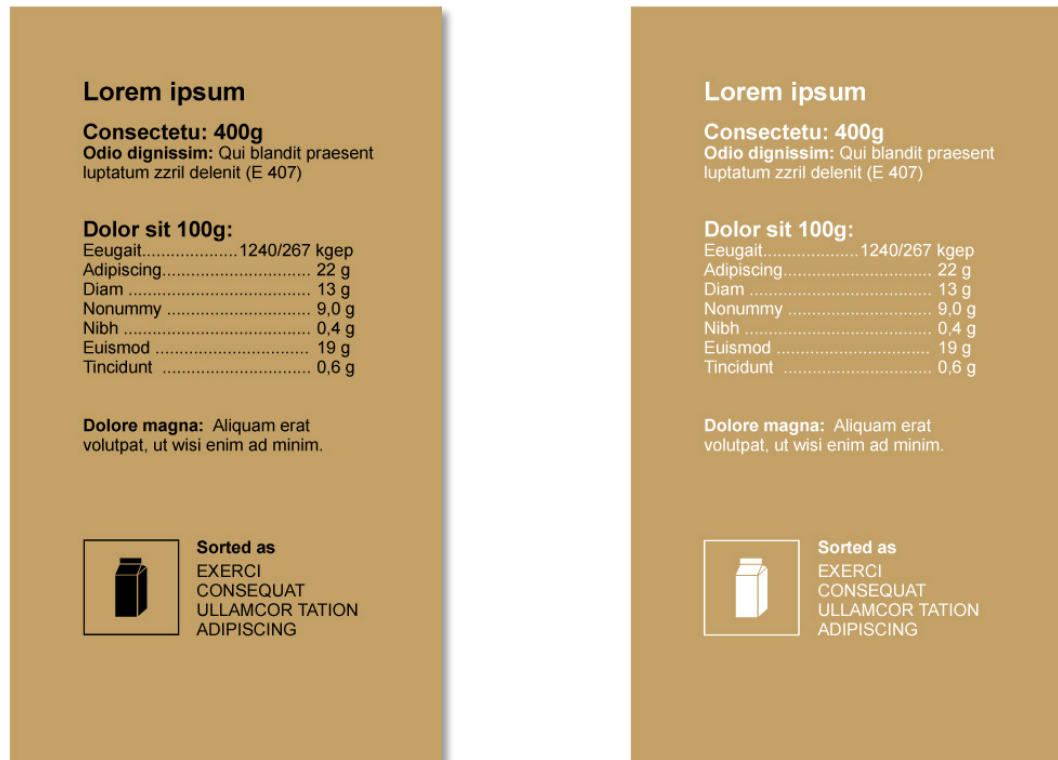 Lorem ipsum
Consectetu: 400g
Odio dignissim: Qui blandit praesent
luptatum zzril delenit (E 407)
Dolor sit 100g:
Eeugait....................1240/267 kgep
Adipiscing............................... 22 g
Diam ...................................... 13 g
Nonummy .............................. 9,0 g
Nibh ....................................... 0,4 g
Euismod ................................ 19 g
Tincidunt ............................... 0,6 g
Dolore magna: Aliquam erat
volutpat, ut wisi enim ad minim.
Sorted as
EXERCI
CONSEQUAT
ULLAMCOR TATION
ADIPISCING
Lorem ipsum
Consectetu: 400g
Odio dignissim: Qui blandit praesent
luptatum zzril delenit (E 407)
Dolor sit 100g:
Eeugait....................1240/267 kgep
Adipiscing............................... 22 g
Diam ...................................... 13 g
Nonummy .............................. 9,0 g
Nibh ....................................... 0,4 g
Euismod ................................ 19 g
Tincidunt ............................... 0,6 g
Dolore magna: Aliquam erat
volutpat, ut wisi enim ad minim.
Sorted as
EXERCI
CONSEQUAT
ULLAMCOR TATION
ADIPISCING